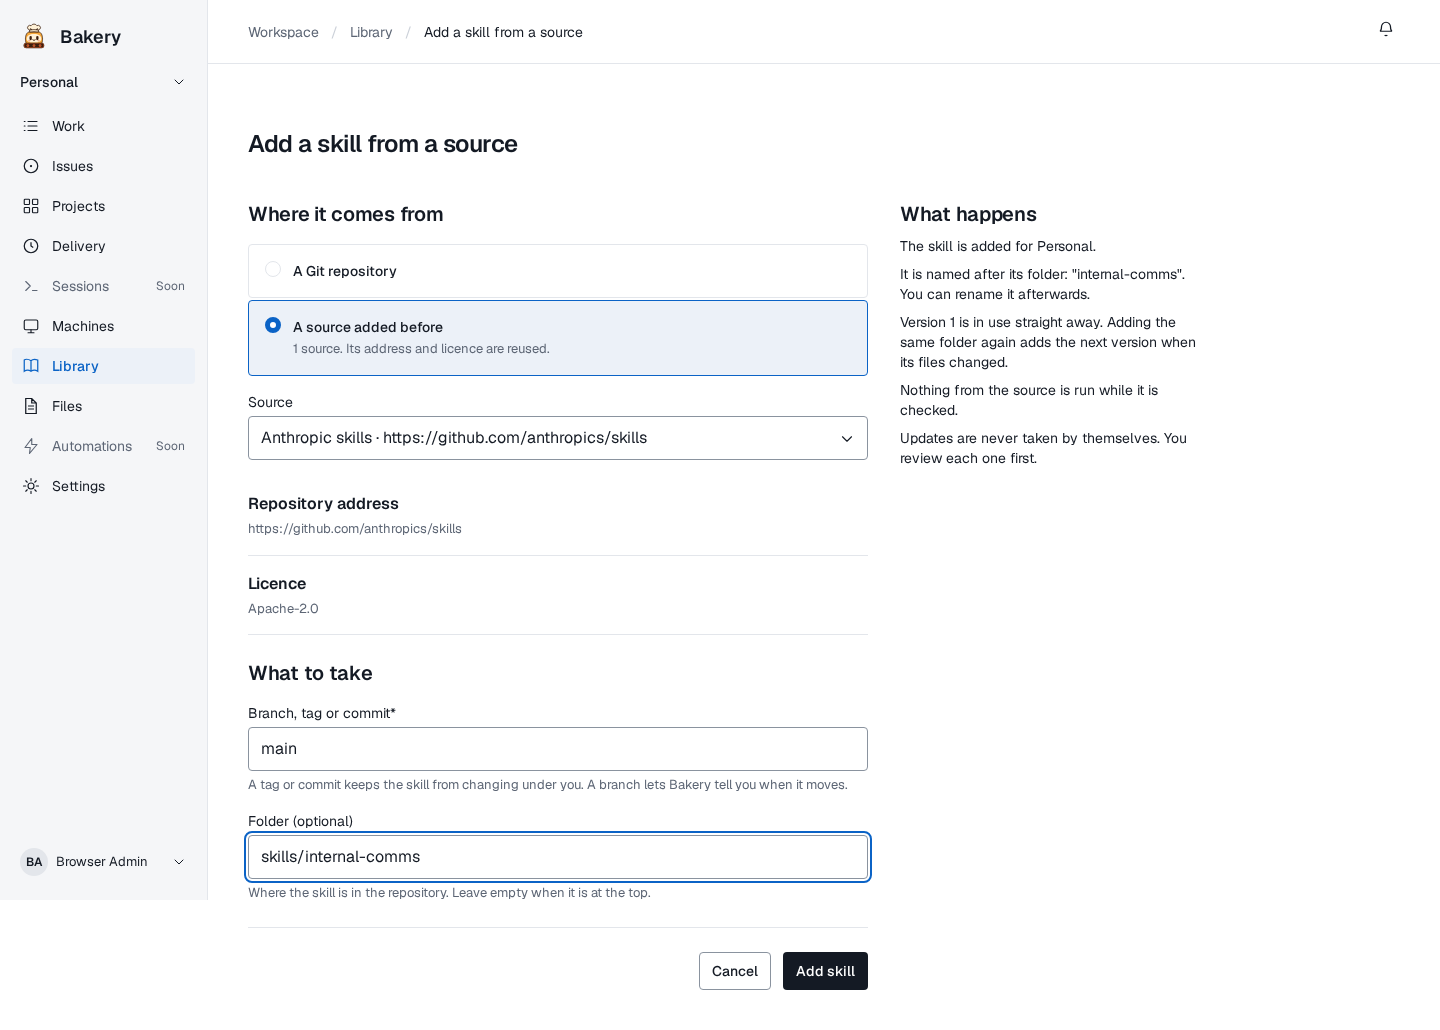 Bakery
Personal
Work
Issues
Projects
Delivery
Sessions Soon
Machines
Library
Files
Automations Soon
Settings
BA Browser Admin
Workspace / Library / Add a skill from a source
Add a skill from a source
Where it comes from
A Git repository
A source added before
1 source. Its address and licence are reused.
Source
Anthropic skills · https://github.com/anthropics/skills
Repository address
https://github.com/anthropics/skills
Licence
Apache-2.0
What to take
Branch, tag or commit*
main
A tag or commit keeps the skill from changing under you. A branch lets Bakery tell you when it moves.
Folder (optional)
skills/internal-comms
Where the skill is in the repository. Leave empty when it is at the top.
Cancel
Add skill
What happens
The skill is added for Personal.
It is named after its folder: "internal-comms".
You can rename it afterwards.
Version 1 is in use straight away. Adding the
same folder again adds the next version when
its files changed.
Nothing from the source is run while it is
checked.
Updates are never taken by themselves. You
review each one first.